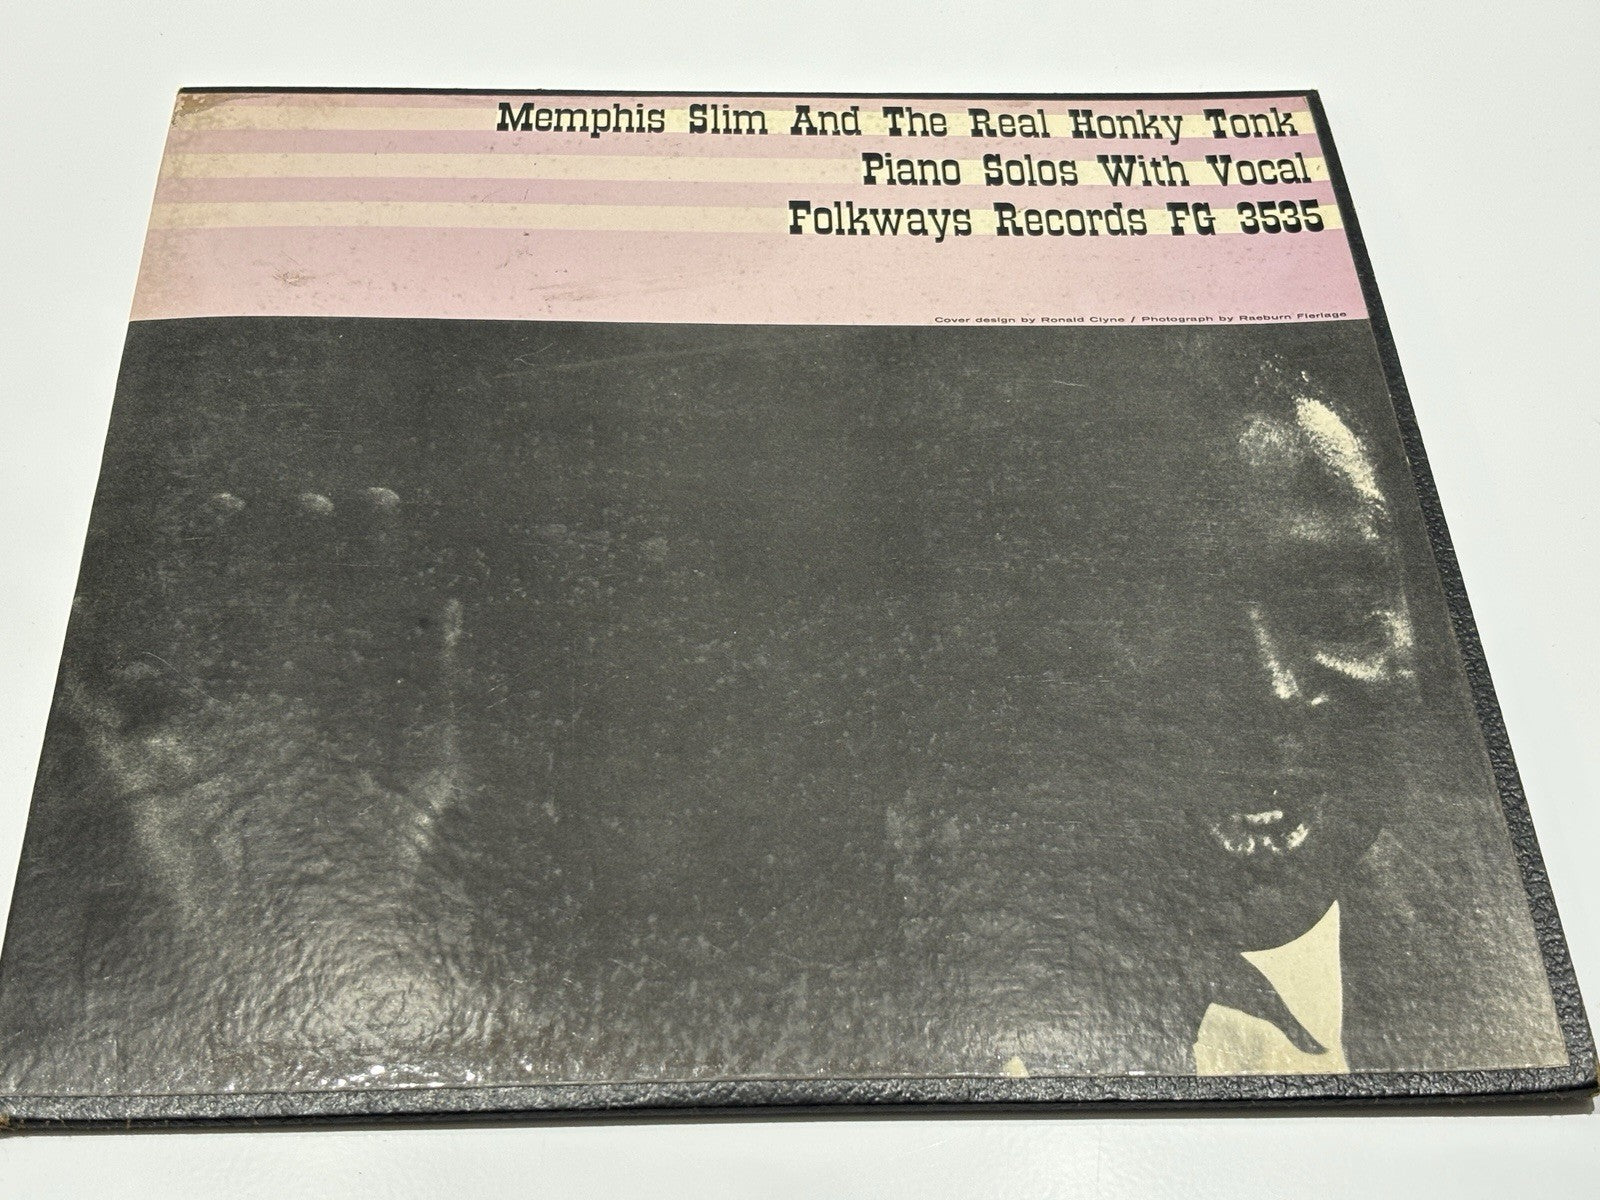 Memphis Slim And The Real Honky Tonk
Piano Solos With Vocal
Folkways Records FG 3535
Cover design by Ronald Clyne / Photograph by Raeburn Flerlage